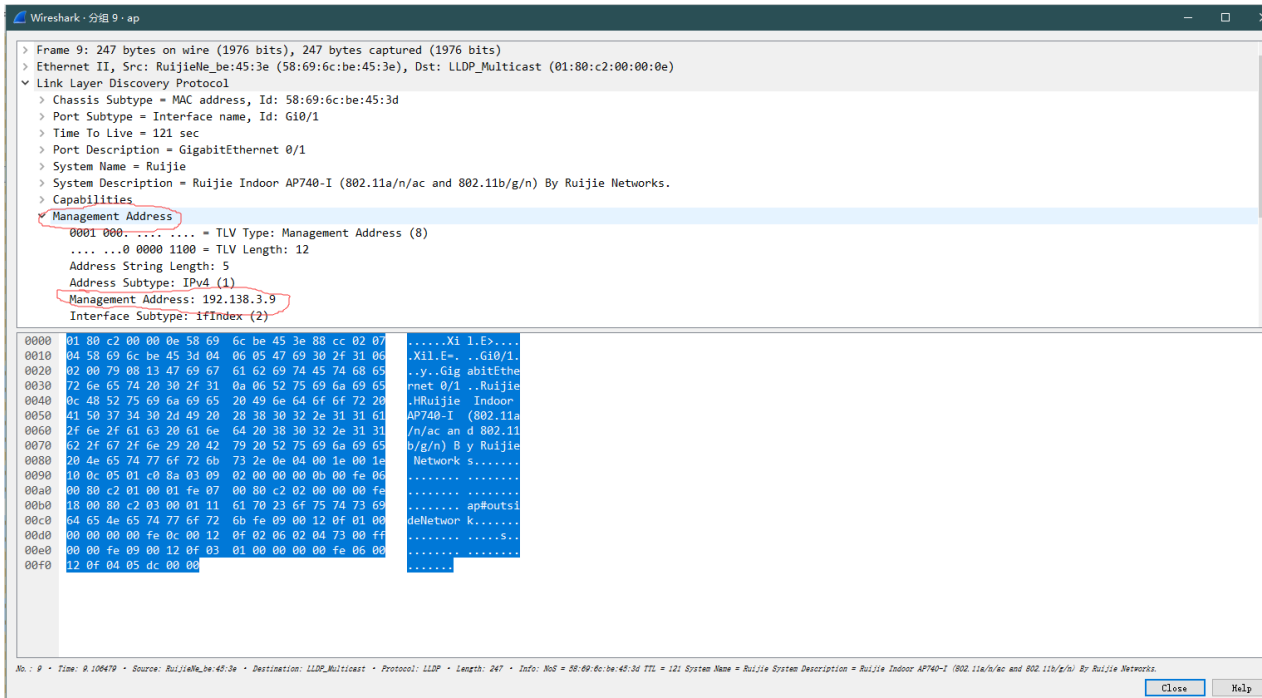 Wireshark · 分组 9 · ap
Frame 9: 247 bytes on wire (1976 bits), 247 bytes captured (1976 bits)
Ethernet II, Src: RuijieNe_be:45:3e (58:69:6c:be:45:3e), Dst: LLDP_Multicast (01:80:c2:00:00:0e)
Link Layer Discovery Protocol
Chassis Subtype = MAC address, Id: 58:69:6c:be:45:3d
Port Subtype = Interface name, Id: Gi0/1
Time To Live = 121 sec
Port Description = GigabitEthernet 0/1
System Name = Ruijie
System Description = Ruijie Indoor AP740-I (802.11a/n/ac and 802.11b/g/n) By Ruijie Networks.
Capabilities
Management Address
0001 000. .... .... = TLV Type: Management Address (8)
.... ...0 0000 1100 = TLV Length: 12
Address String Length: 5
Address Subtype: IPv4 (1)
Management Address: 192.138.3.9
Interface Subtype: ifIndex (2)
0000 01 80 c2 00 00 0e 58 69 6c be 45 3e 88 cc 02 07 ......Xi l.E>....
0010 04 58 69 6c be 45 3d 04 06 05 47 69 30 2f 31 06 .Xil.E=. ..Gi0/1.
0020 02 00 79 08 13 47 69 67 61 62 69 74 45 74 68 65 ..y..Gig abitEthe
0030 72 6e 65 74 20 30 2f 31 0a 06 52 75 69 6a 69 65 rnet 0/1 ..Ruijie
0040 0c 48 52 75 69 6a 69 65 20 49 6e 64 6f 6f 72 20 .HRuijie Indoor
0050 41 50 37 34 30 2d 49 20 28 38 30 32 2e 31 31 61 AP740-I (802.11a
0060 2f 6e 2f 61 63 20 61 6e 64 20 38 30 32 2e 31 31 /n/ac an d 802.11
0070 62 2f 67 2f 6e 29 20 42 79 20 52 75 69 6a 69 65 b/g/n) B y Ruijie
0080 20 4e 65 74 77 6f 72 6b 73 2e 0e 04 00 1e 00 1e Network s.......
0090 10 0c 05 01 c0 8a 03 09 02 00 00 00 0b 00 fe 06 ........ ........
00a0 00 80 c2 01 00 01 fe 07 00 80 c2 02 00 00 00 fe ........ ........
00b0 18 00 80 c2 03 00 01 11 61 70 23 6f 75 74 73 69 ........ ap#outsi
00c0 64 65 4e 65 74 77 6f 72 6b fe 09 00 12 0f 01 00 deNetwor k.......
00d0 00 00 00 00 fe 0c 00 12 0f 02 06 02 04 73 00 ff ........ .....s..
00e0 00 00 fe 09 00 12 0f 03 01 00 00 00 00 fe 06 00 ........ ........
00f0 12 0f 04 05 dc 00 00 .......
No.: 9 · Time: 9.106479 · Source: RuijieNe_be:45:3e · Destination: LLDP_Multicast · Protocol: LLDP · Length: 247 · Info: NoS = 58:69:6c:be:45:3d TTL = 121 System Name = Ruijie System Description = Ruijie Indoor AP740-I (802.11a/n/ac and 802.11b/g/n) By Ruijie Networks.
Close Help